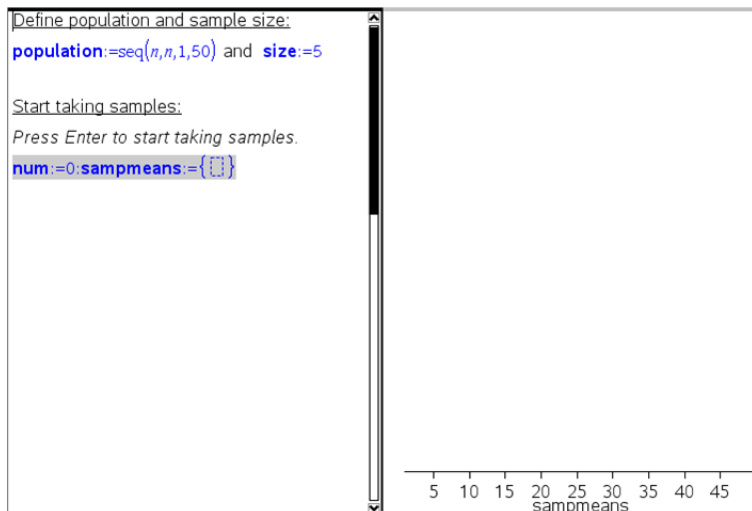 Define population and sample size:
population:=seq(n,n,1,50) and size:=5
Start taking samples:
Press Enter to start taking samples.
num:=0:sampmeans:={}
5 10 15 20 25 30 35 40 45
sampmeans